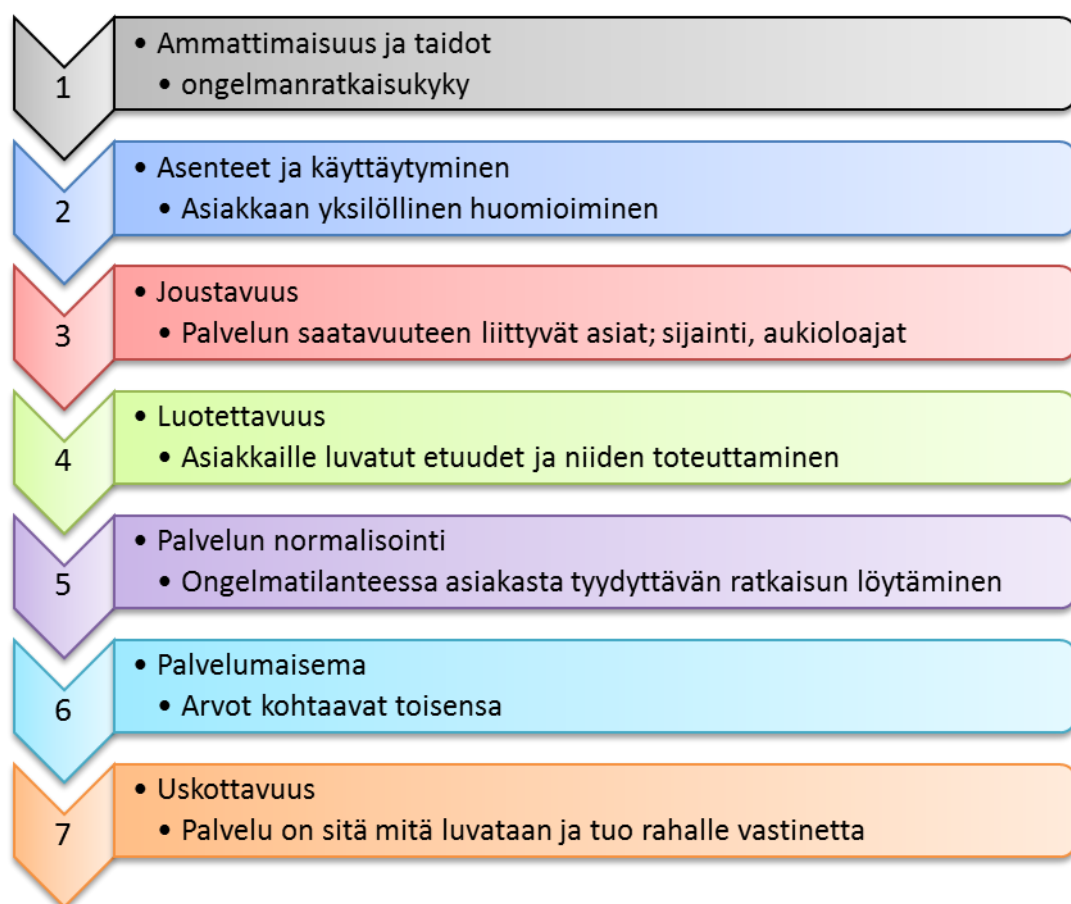 1
• Ammattimaisuus ja taidot
• ongelmanratkaisukyky
2
• Asenteet ja käyttäytyminen
• Asiakkaan yksilöllinen huomioiminen
3
• Joustavuus
• Palvelun saatavuuteen liittyvät asiat; sijainti, aukioloajat
4
• Luotettavuus
• Asiakkaille luvatut etuudet ja niiden toteuttaminen
5
• Palvelun normalisointi
• Ongelmatilanteessa asiakasta tyydyttävän ratkaisun löytäminen
6
• Palvelumaisema
• Arvot kohtaavat toisensa
7
• Uskottavuus
• Palvelu on sitä mitä luvataan ja tuo rahalle vastinetta